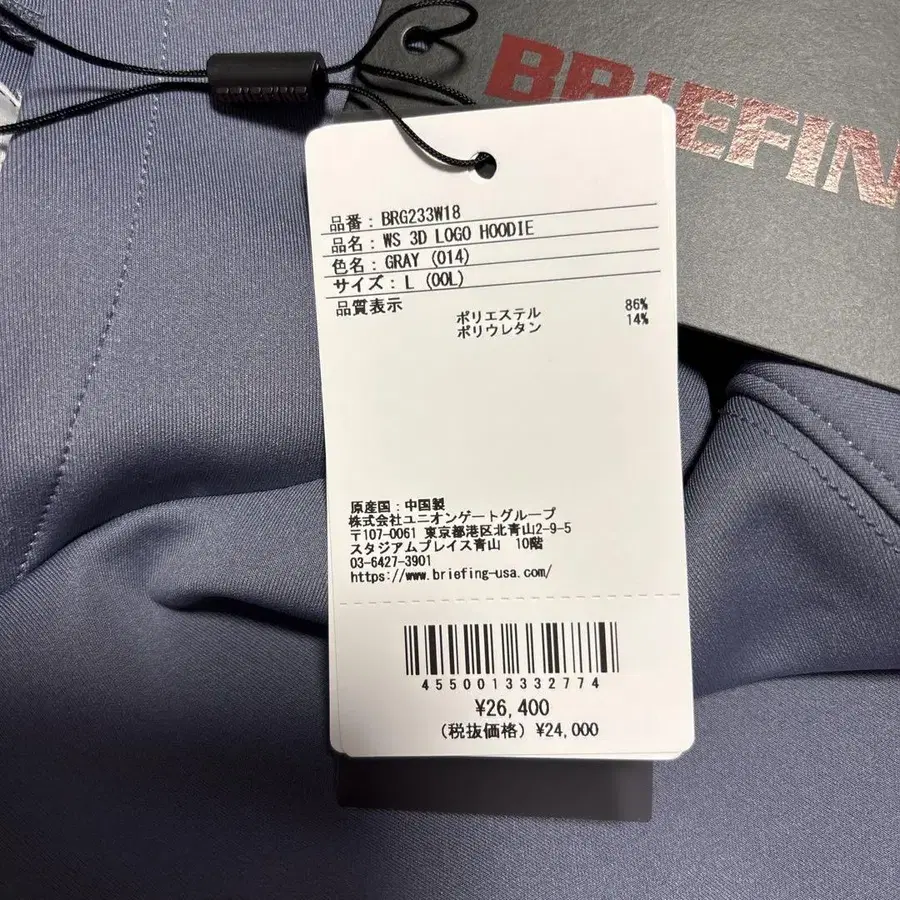 BRIEFIN
品番：BRG233W18
品名：WS 3D LOGO HOODIE
色名：GRAY (014)
サイズ：L (00L)
品質表示
ポリエステル 86%
ポリウレタン 14%
原産国：中国製
株式会社ユニオンゲートグループ
〒107-0061 東京都港区北青山2-9-5
スタジアムプレイス青山 10階
03-6427-3901
https://www.briefing-usa.com/
4550013332774
¥26,400
(税抜価格) ¥24,000